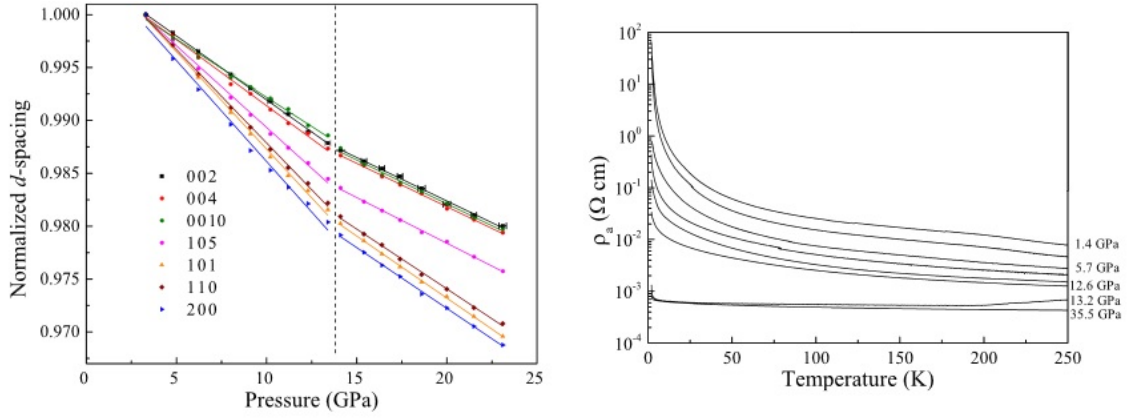 1.000
0.995
0.990
0.985
0.980
0.975
0.970
Normalized d-spacing
002
004
0010
105
101
110
200
0 5 10 15 20 25
Pressure (GPa)
10²
10¹
10⁰
10⁻¹
10⁻²
10⁻³
10⁻⁴
ρₐ (Ω cm)
1.4 GPa
5.7 GPa
12.6 GPa
13.2 GPa
35.5 GPa
0 50 100 150 200 250
Temperature (K)